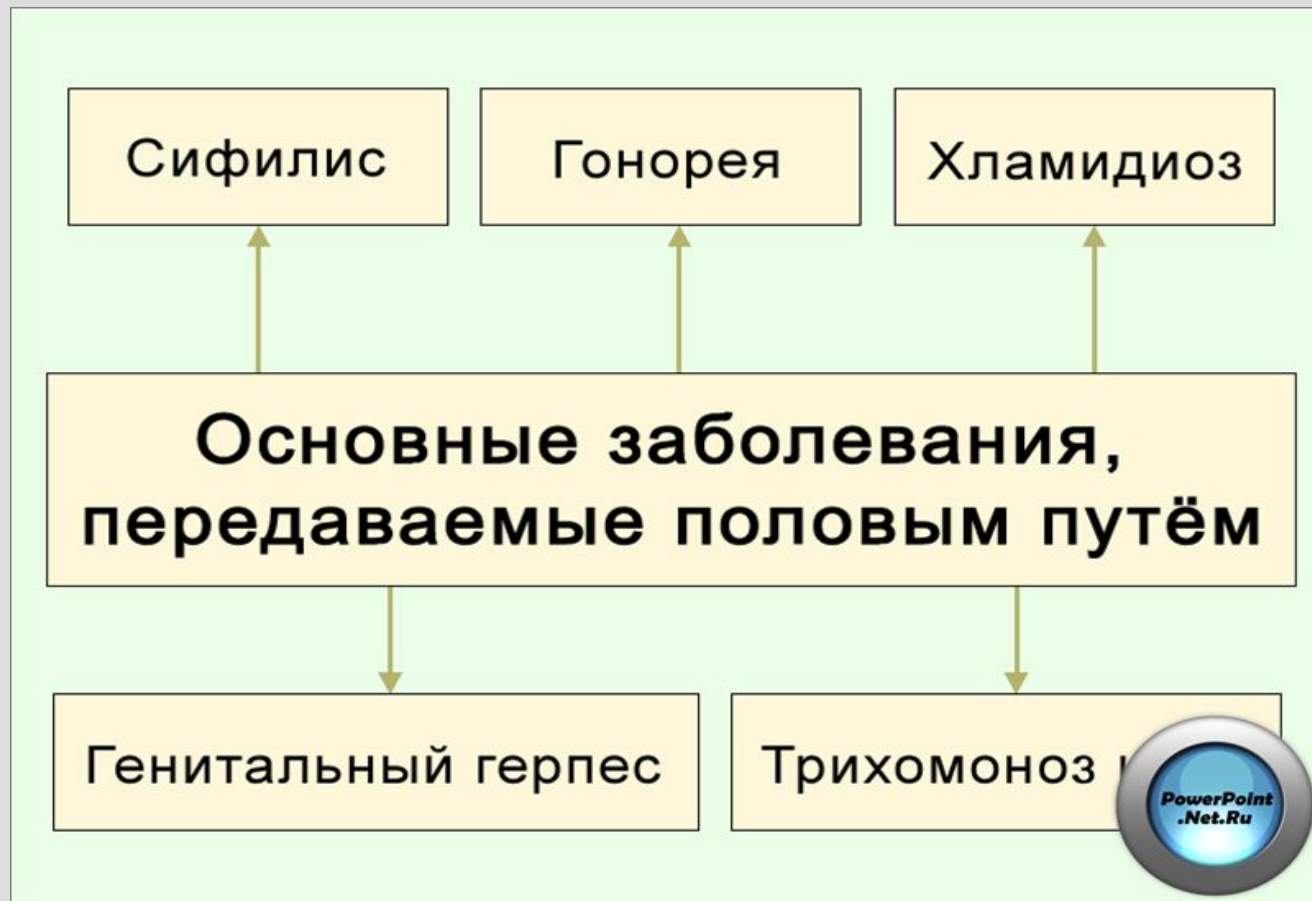 Сифилис
Гонорея
Хламидиоз
Основные заболевания,
передаваемые половым путём
Генитальный герпес
Трихомоноз
PowerPoint
.Net.Ru